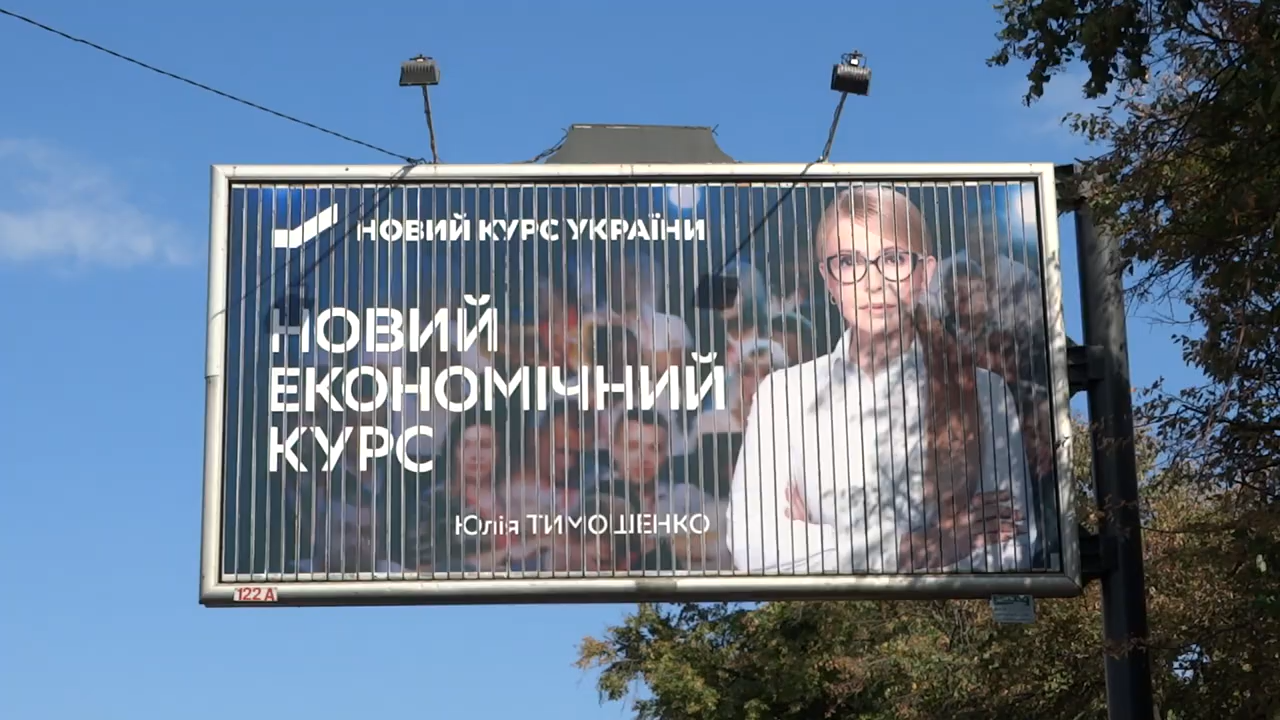 НОВИЙ КУРС УКРАЇНИ
НОВИЙ
ЕКОНОМІЧНИЙ
КУРС
Юлія ТИМОШЕНКО
122 А